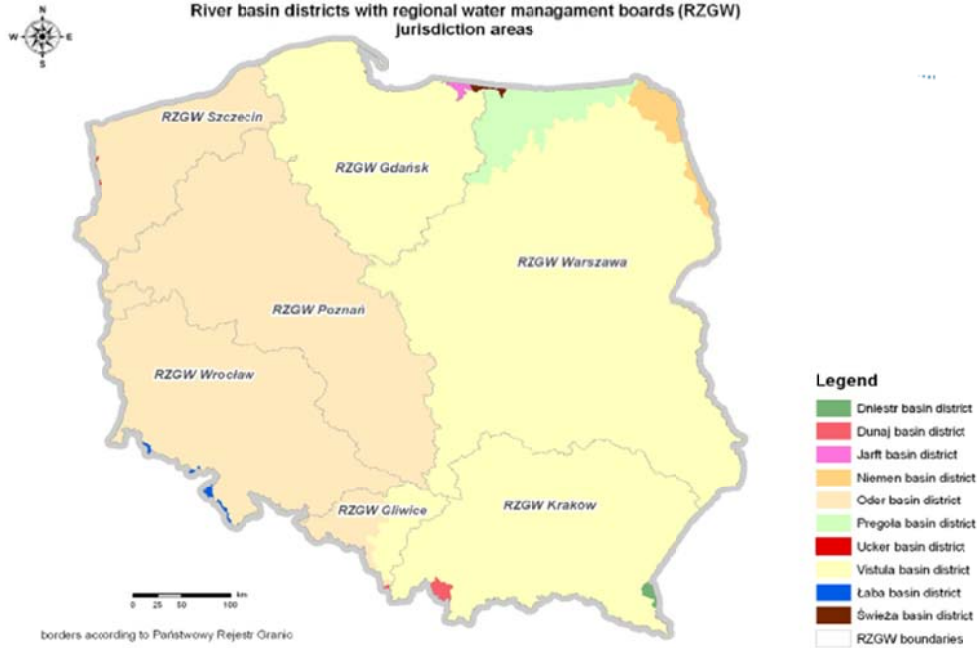 River basin districts with regional water managament boards (RZGW)
jurisdiction areas
N
W
E
S
RZGW Szczecin
RZGW Gdańsk
RZGW Warszawa
RZGW Poznań
RZGW Wrocław
RZGW Gliwice
RZGW Kraków
Legend
Dniestr basin district
Dunaj basin district
Jarft basin district
Niemen basin district
Oder basin district
Pregoła basin district
Ucker basin district
Vistula basin district
Łaba basin district
Świeża basin district
RZGW boundaries
km
0 25 50 100
borders according to Państwowy Rejestr Granic